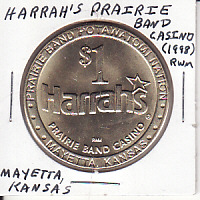 HARRAH'S PRAIRIE
BAND
CASINO
(1998)
RWM
PRAIRIE BAND POTAWATOMI NATION
$1
Harrah's
RWM
PRAIRIE BAND CASINO
MAYETTA, KANSAS
MAYETTA,
KANSAS